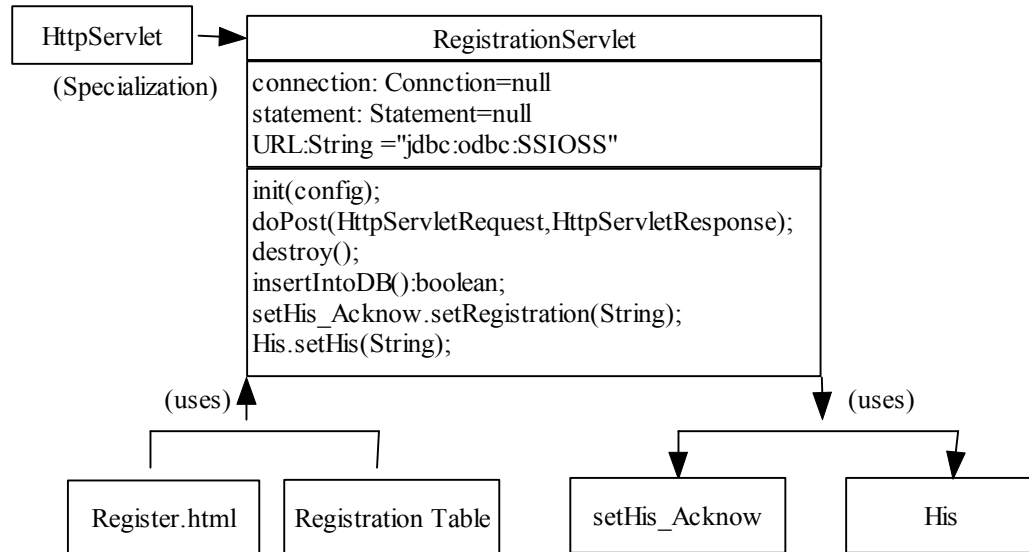 HttpServlet
RegistrationServlet
(Specialization)
connection: Connction=null
statement: Statement=null
URL:String ="jdbc:odbc:SSIOSS"
init(config);
doPost(HttpServletRequest,HttpServletResponse);
destroy();
insertIntoDB():boolean;
setHis_Acknow.setRegistration(String);
His.setHis(String);
(uses)
(uses)
Register.html
Registration Table
setHis_Acknow
His